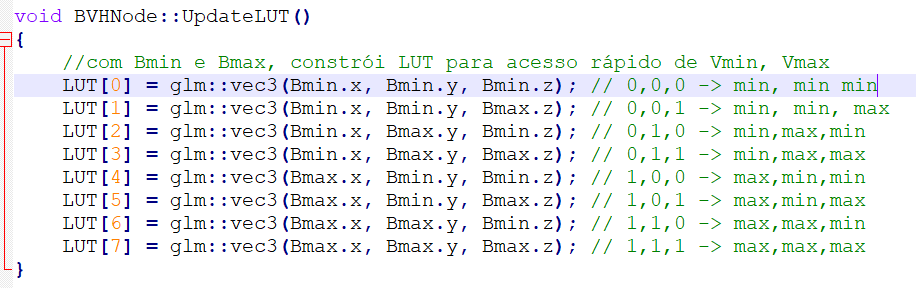 void BVHNode::UpdateLUT()
{
//com Bmin e Bmax, constrói LUT para acesso rápido de Vmin, Vmax
LUT[0] = glm::vec3(Bmin.x, Bmin.y, Bmin.z); // 0,0,0 -> min, min min
LUT[1] = glm::vec3(Bmin.x, Bmin.y, Bmax.z); // 0,0,1 -> min, min, max
LUT[2] = glm::vec3(Bmin.x, Bmax.y, Bmin.z); // 0,1,0 -> min,max,min
LUT[3] = glm::vec3(Bmin.x, Bmax.y, Bmax.z); // 0,1,1 -> min,max,max
LUT[4] = glm::vec3(Bmax.x, Bmin.y, Bmin.z); // 1,0,0 -> max,min,min
LUT[5] = glm::vec3(Bmax.x, Bmin.y, Bmax.z); // 1,0,1 -> max,min,max
LUT[6] = glm::vec3(Bmax.x, Bmax.y, Bmin.z); // 1,1,0 -> max,max,min
LUT[7] = glm::vec3(Bmax.x, Bmax.y, Bmax.z); // 1,1,1 -> max,max,max
}